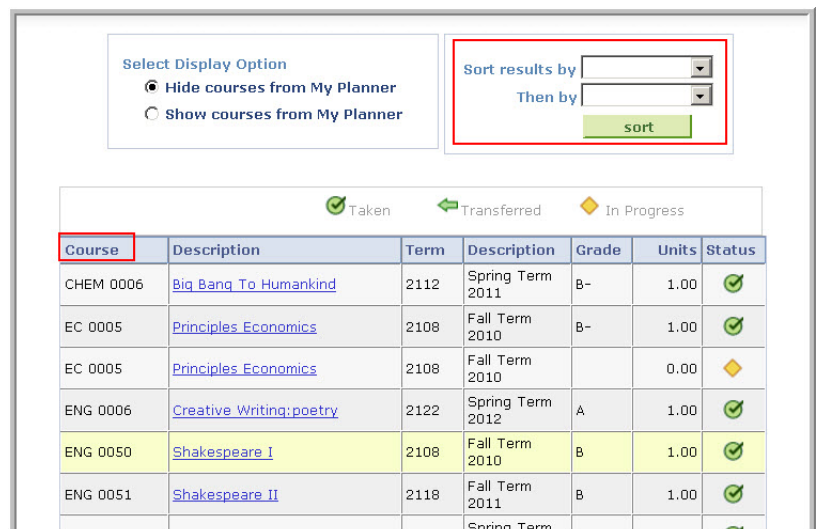 Select Display Option
Hide courses from My Planner
Show courses from My Planner
Sort results by
Then by
sort
Taken Transferred In Progress
Course Description Term Description Grade Units Status
CHEM 0006 Big Bang To Humankind 2112 Spring Term 2011 B- 1.00
EC 0005 Principles Economics 2108 Fall Term 2010 B- 1.00
EC 0005 Principles Economics 2108 Fall Term 2010 0.00
ENG 0006 Creative Writing:poetry 2122 Spring Term 2012 A 1.00
ENG 0050 Shakespeare I 2108 Fall Term 2010 B 1.00
ENG 0051 Shakespeare II 2118 Fall Term 2011 B 1.00
Spring Term